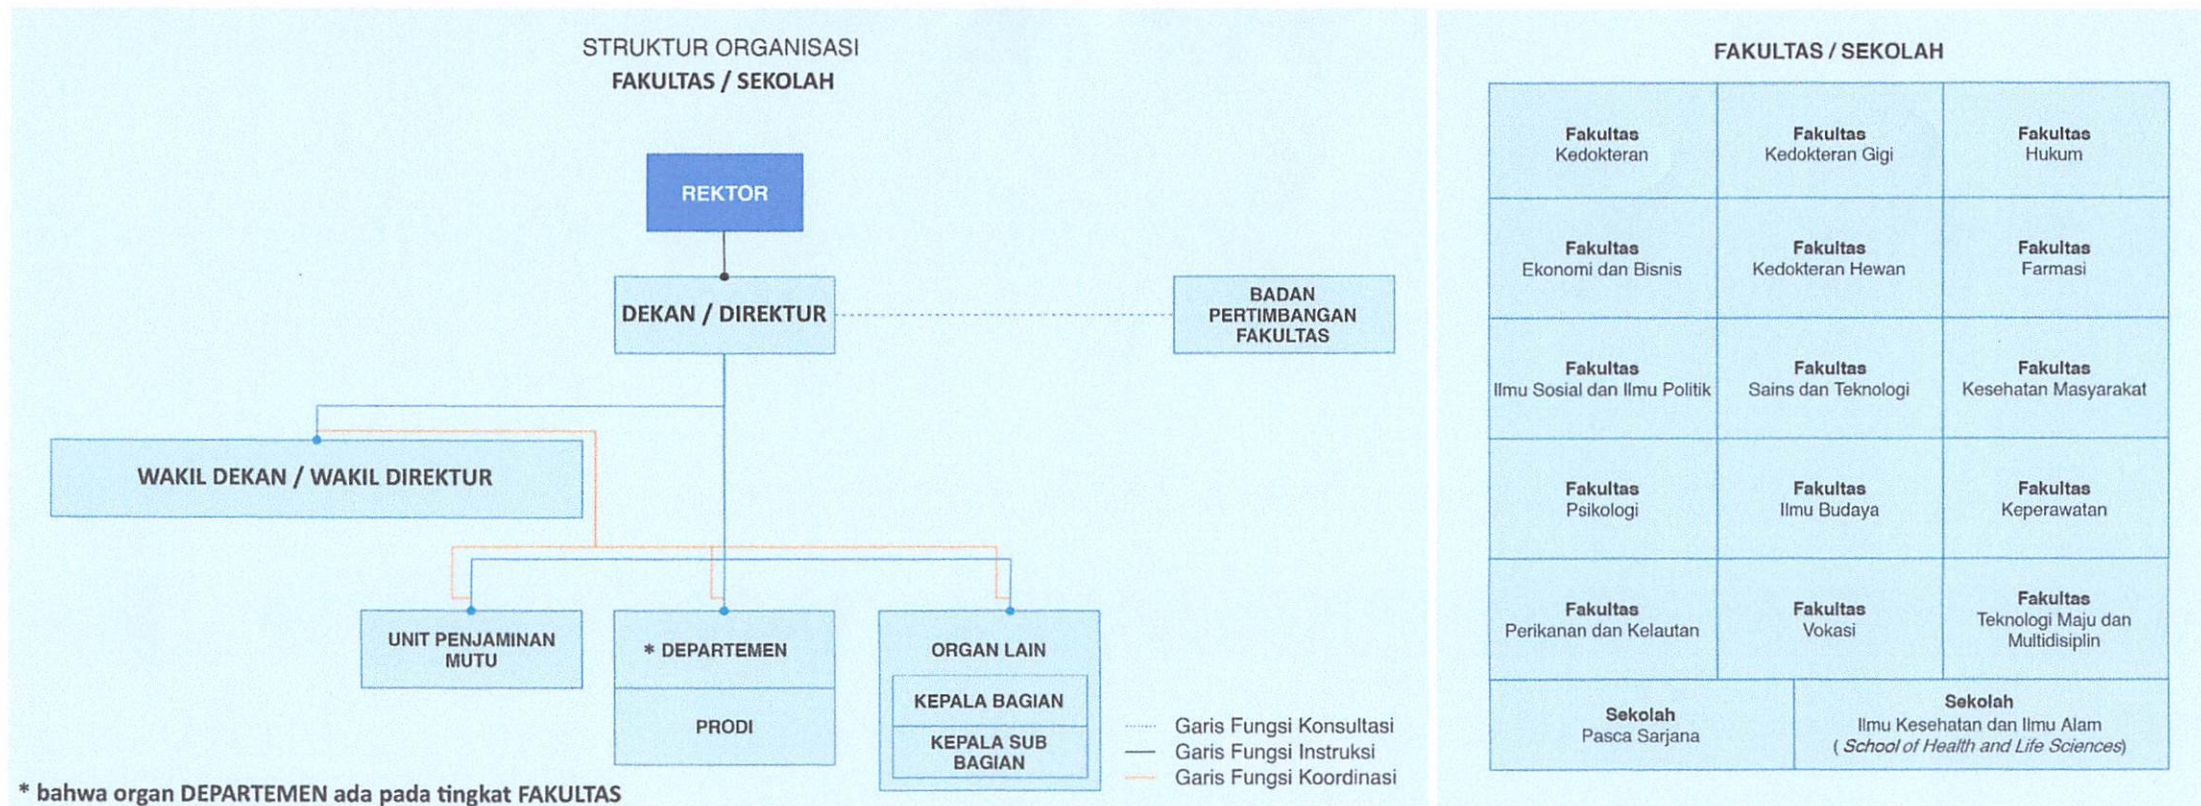 STRUKTUR ORGANISASI
FAKULTAS / SEKOLAH
REKTOR
DEKAN / DIREKTUR
BADAN
PERTIMBANGAN
FAKULTAS
WAKIL DEKAN / WAKIL DIREKTUR
UNIT PENJAMINAN
MUTU
* DEPARTEMEN
PRODI
ORGAN LAIN
KEPALA BAGIAN
KEPALA SUB
BAGIAN
Garis Fungsi Konsultasi
Garis Fungsi Instruksi
Garis Fungsi Koordinasi
* bahwa organ DEPARTEMEN ada pada tingkat FAKULTAS
FAKULTAS / SEKOLAH
Fakultas
Kedokteran
Fakultas
Kedokteran Gigi
Fakultas
Hukum
Fakultas
Ekonomi dan Bisnis
Fakultas
Kedokteran Hewan
Fakultas
Farmasi
Fakultas
Ilmu Sosial dan Ilmu Politik
Fakultas
Sains dan Teknologi
Fakultas
Kesehatan Masyarakat
Fakultas
Psikologi
Fakultas
Ilmu Budaya
Fakultas
Keperawatan
Fakultas
Perikanan dan Kelautan
Fakultas
Vokasi
Fakultas
Teknologi Maju dan
Multidisiplin
Sekolah
Pasca Sarjana
Sekolah
Ilmu Kesehatan dan Ilmu Alam
( School of Health and Life Sciences)